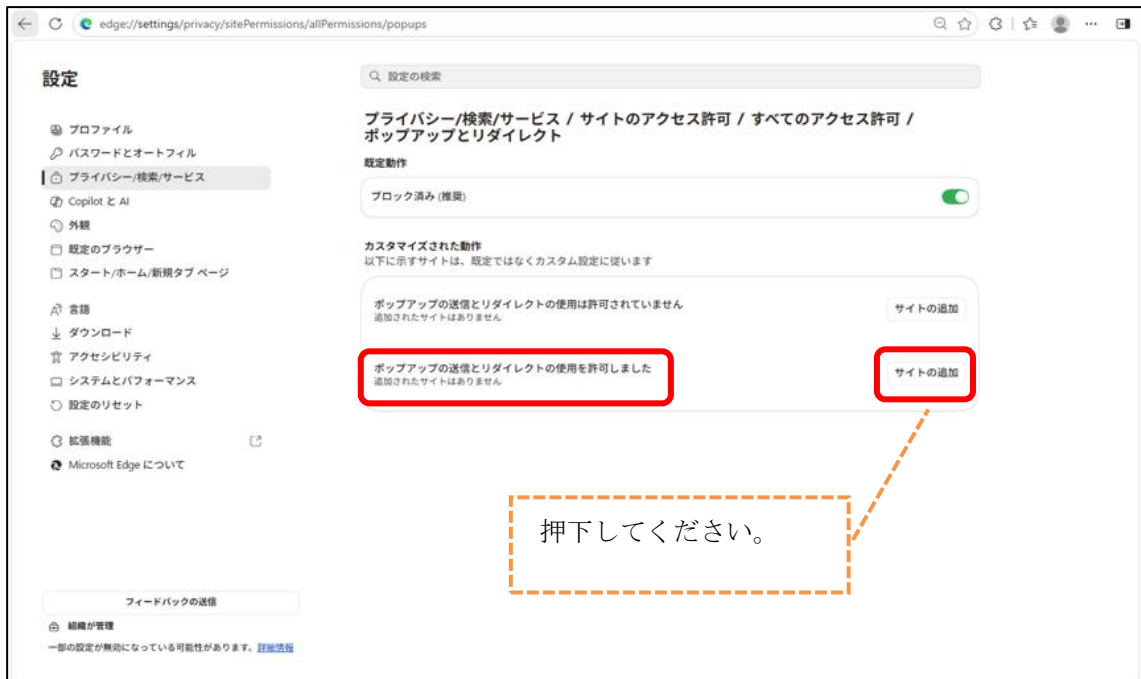 edge://settings/privacy/sitePermissions/allPermissions/popups
設定
設定の検索
プロファイル
パスワードとオートフィル
プライバシー/検索/サービス
Copilot と AI
外観
既定のブラウザー
スタート/ホーム/新規タブ ページ
言語
ダウンロード
アクセシビリティ
システムとパフォーマンス
設定のリセット
拡張機能
Microsoft Edge について
プライバシー/検索/サービス / サイトのアクセス許可 / すべてのアクセス許可 /
ポップアップとリダイレクト
既定動作
ブロック済み (推奨)
カスタマイズされた動作
以下に示すサイトは、既定ではなくカスタム設定に従います
ポップアップの送信とリダイレクトの使用は許可されていません
追加されたサイトはありません
サイトの追加
ポップアップの送信とリダイレクトの使用を許可しました
追加されたサイトはありません
サイトの追加
押下してください。
フィードバックの送信
組織が管理
一部の設定が無効になっている可能性があります。詳細情報